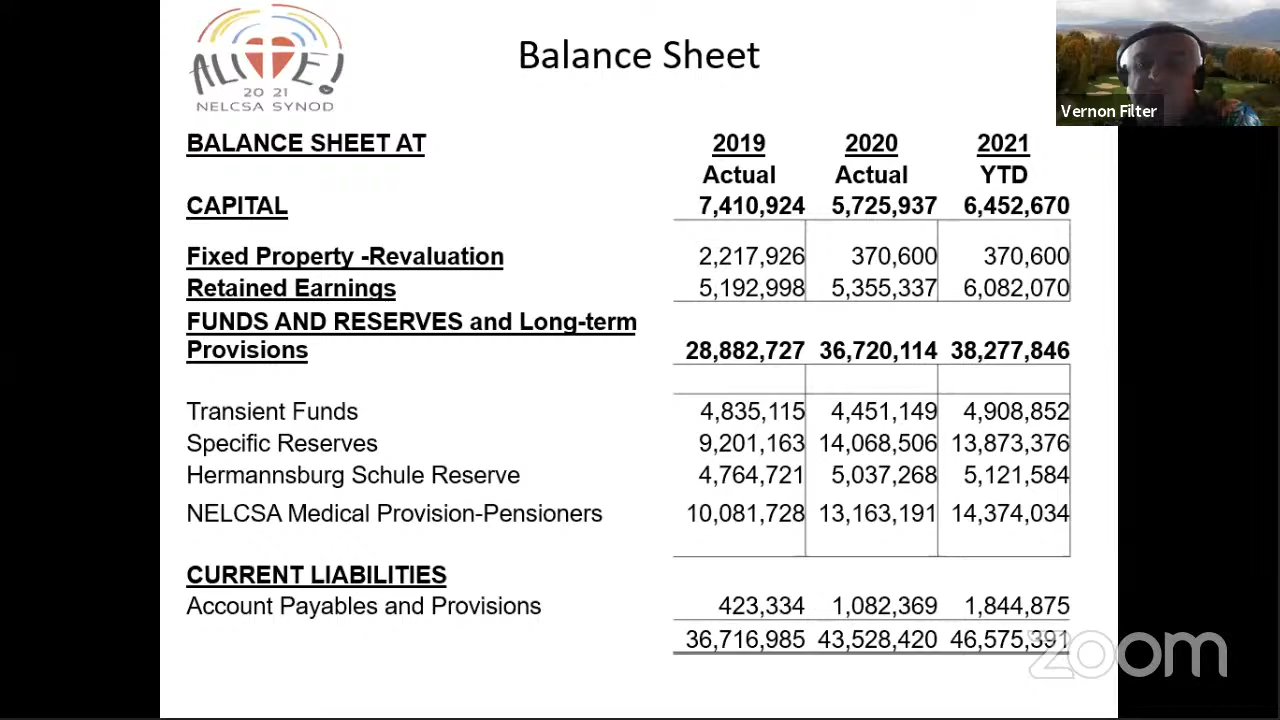 ALIVE!
20 21
NELCSA SYNOD
Balance Sheet
Vernon Filter
BALANCE SHEET AT 2019 2020 2021
Actual Actual YTD
CAPITAL 7,410,924 5,725,937 6,452,670
Fixed Property -Revaluation 2,217,926 370,600 370,600
Retained Earnings 5,192,998 5,355,337 6,082,070
FUNDS AND RESERVES and Long-term
Provisions 28,882,727 36,720,114 38,277,846
Transient Funds 4,835,115 4,451,149 4,908,852
Specific Reserves 9,201,163 14,068,506 13,873,376
Hermannsburg Schule Reserve 4,764,721 5,037,268 5,121,584
NELCSA Medical Provision-Pensioners 10,081,728 13,163,191 14,374,034
CURRENT LIABILITIES
Account Payables and Provisions 423,334 1,082,369 1,844,875
36,716,985 43,528,420 46,575,391
zoom